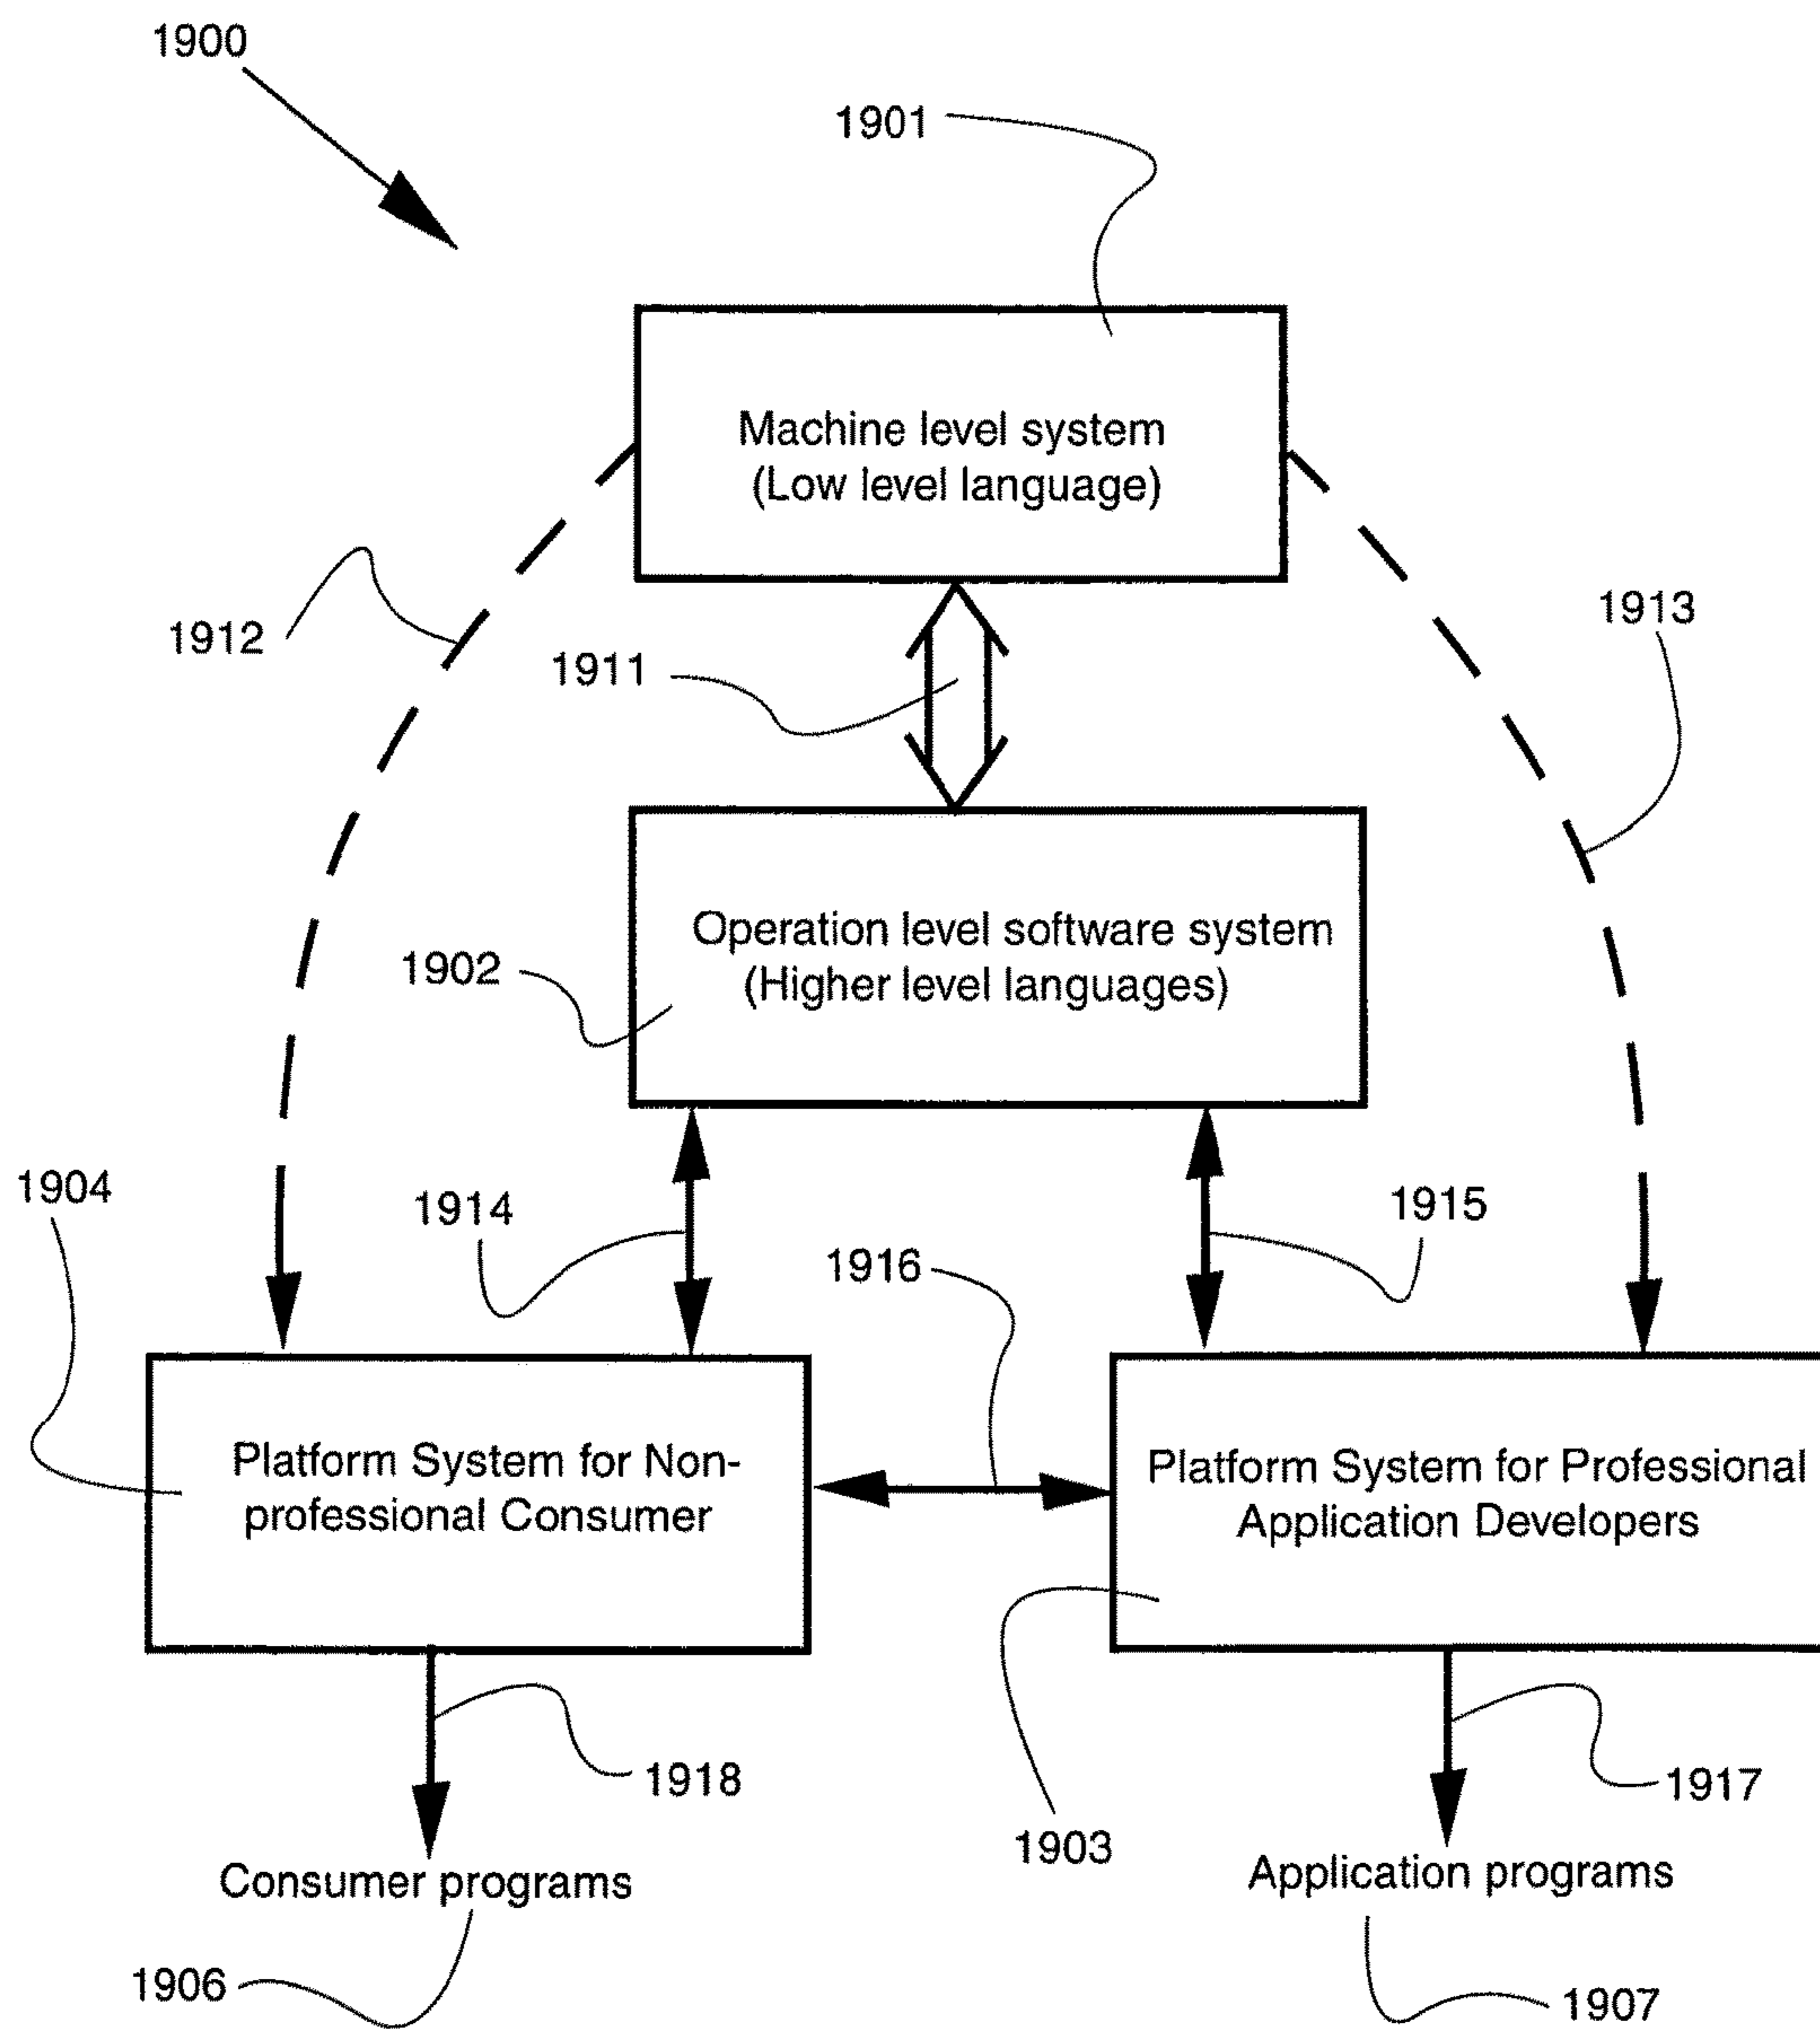 1900
1901
Machine level system
(Low level language)
1912
1911
1913
Operation level software system
(Higher level languages)
1902
1904
1914
1915
1916
Platform System for Non-
professional Consumer
Platform System for Professional
Application Developers
1918
1917
1903
Consumer programs
Application programs
1906
1907